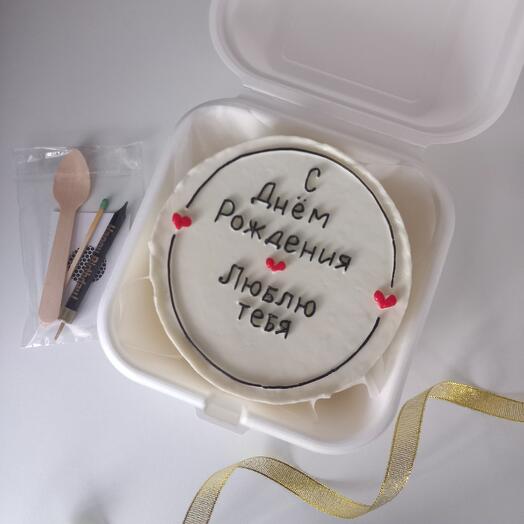 С
Днём
Рождения
Люблю
тебя